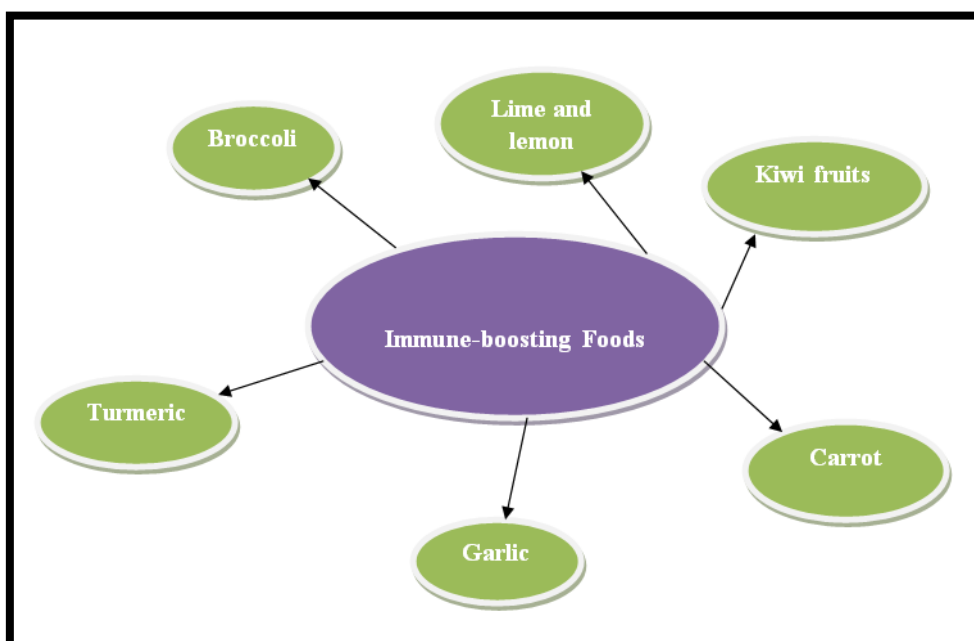 Broccoli
Lime and
lemon
Kiwi fruits
Immune-boosting Foods
Turmeric
Carrot
Garlic